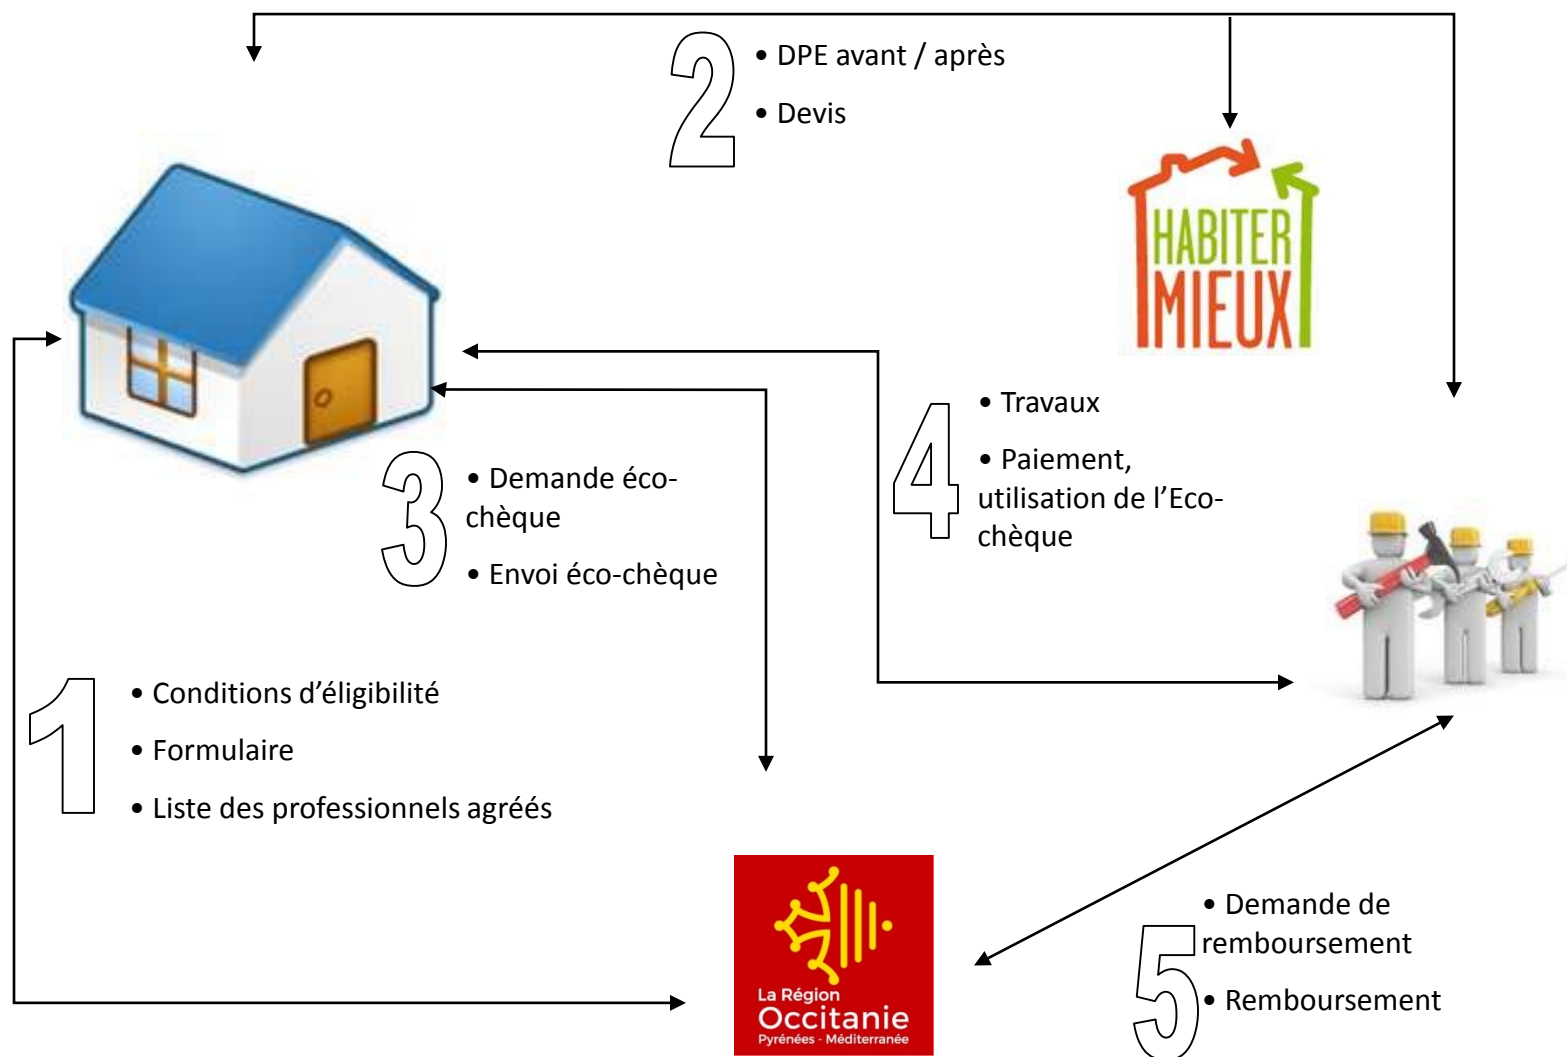 2
• DPE avant / après
• Devis
HABITER
MIEUX
4
• Travaux
• Paiement,
utilisation de l’Eco-
chèque
3
• Demande éco-
chèque
• Envoi éco-chèque
1
• Conditions d’éligibilité
• Formulaire
• Liste des professionnels agréés
La Région
Occitanie
Pyrénées - Méditerranée
5
• Demande de
remboursement
• Remboursement